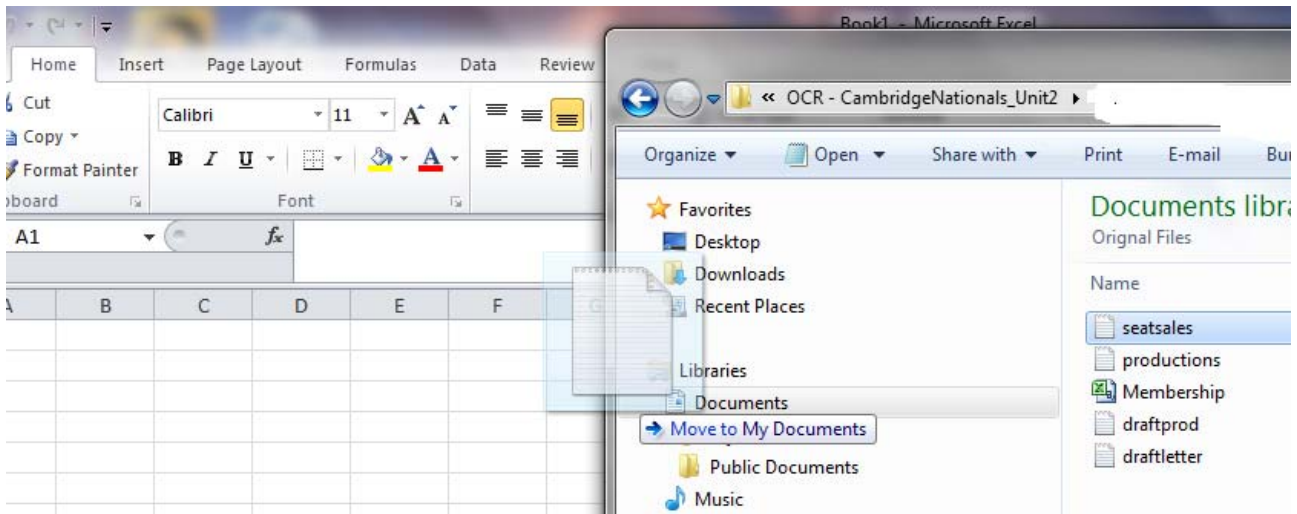 Book1 - Microsoft Excel
Home Insert Page Layout Formulas Data Review
Cut
Copy
Format Painter
Calibri 11 A A
B I U A
Font
A1 fx
B C D E F G
« OCR - CambridgeNationals_Unit2
Organize Open Share with Print E-mail
Favorites
Desktop
Downloads
Recent Places
Libraries
Documents
Move to My Documents
Public Documents
Music
Documents
Orignal Files
Name
seatsales
productions
Membership
draftprod
draftletter